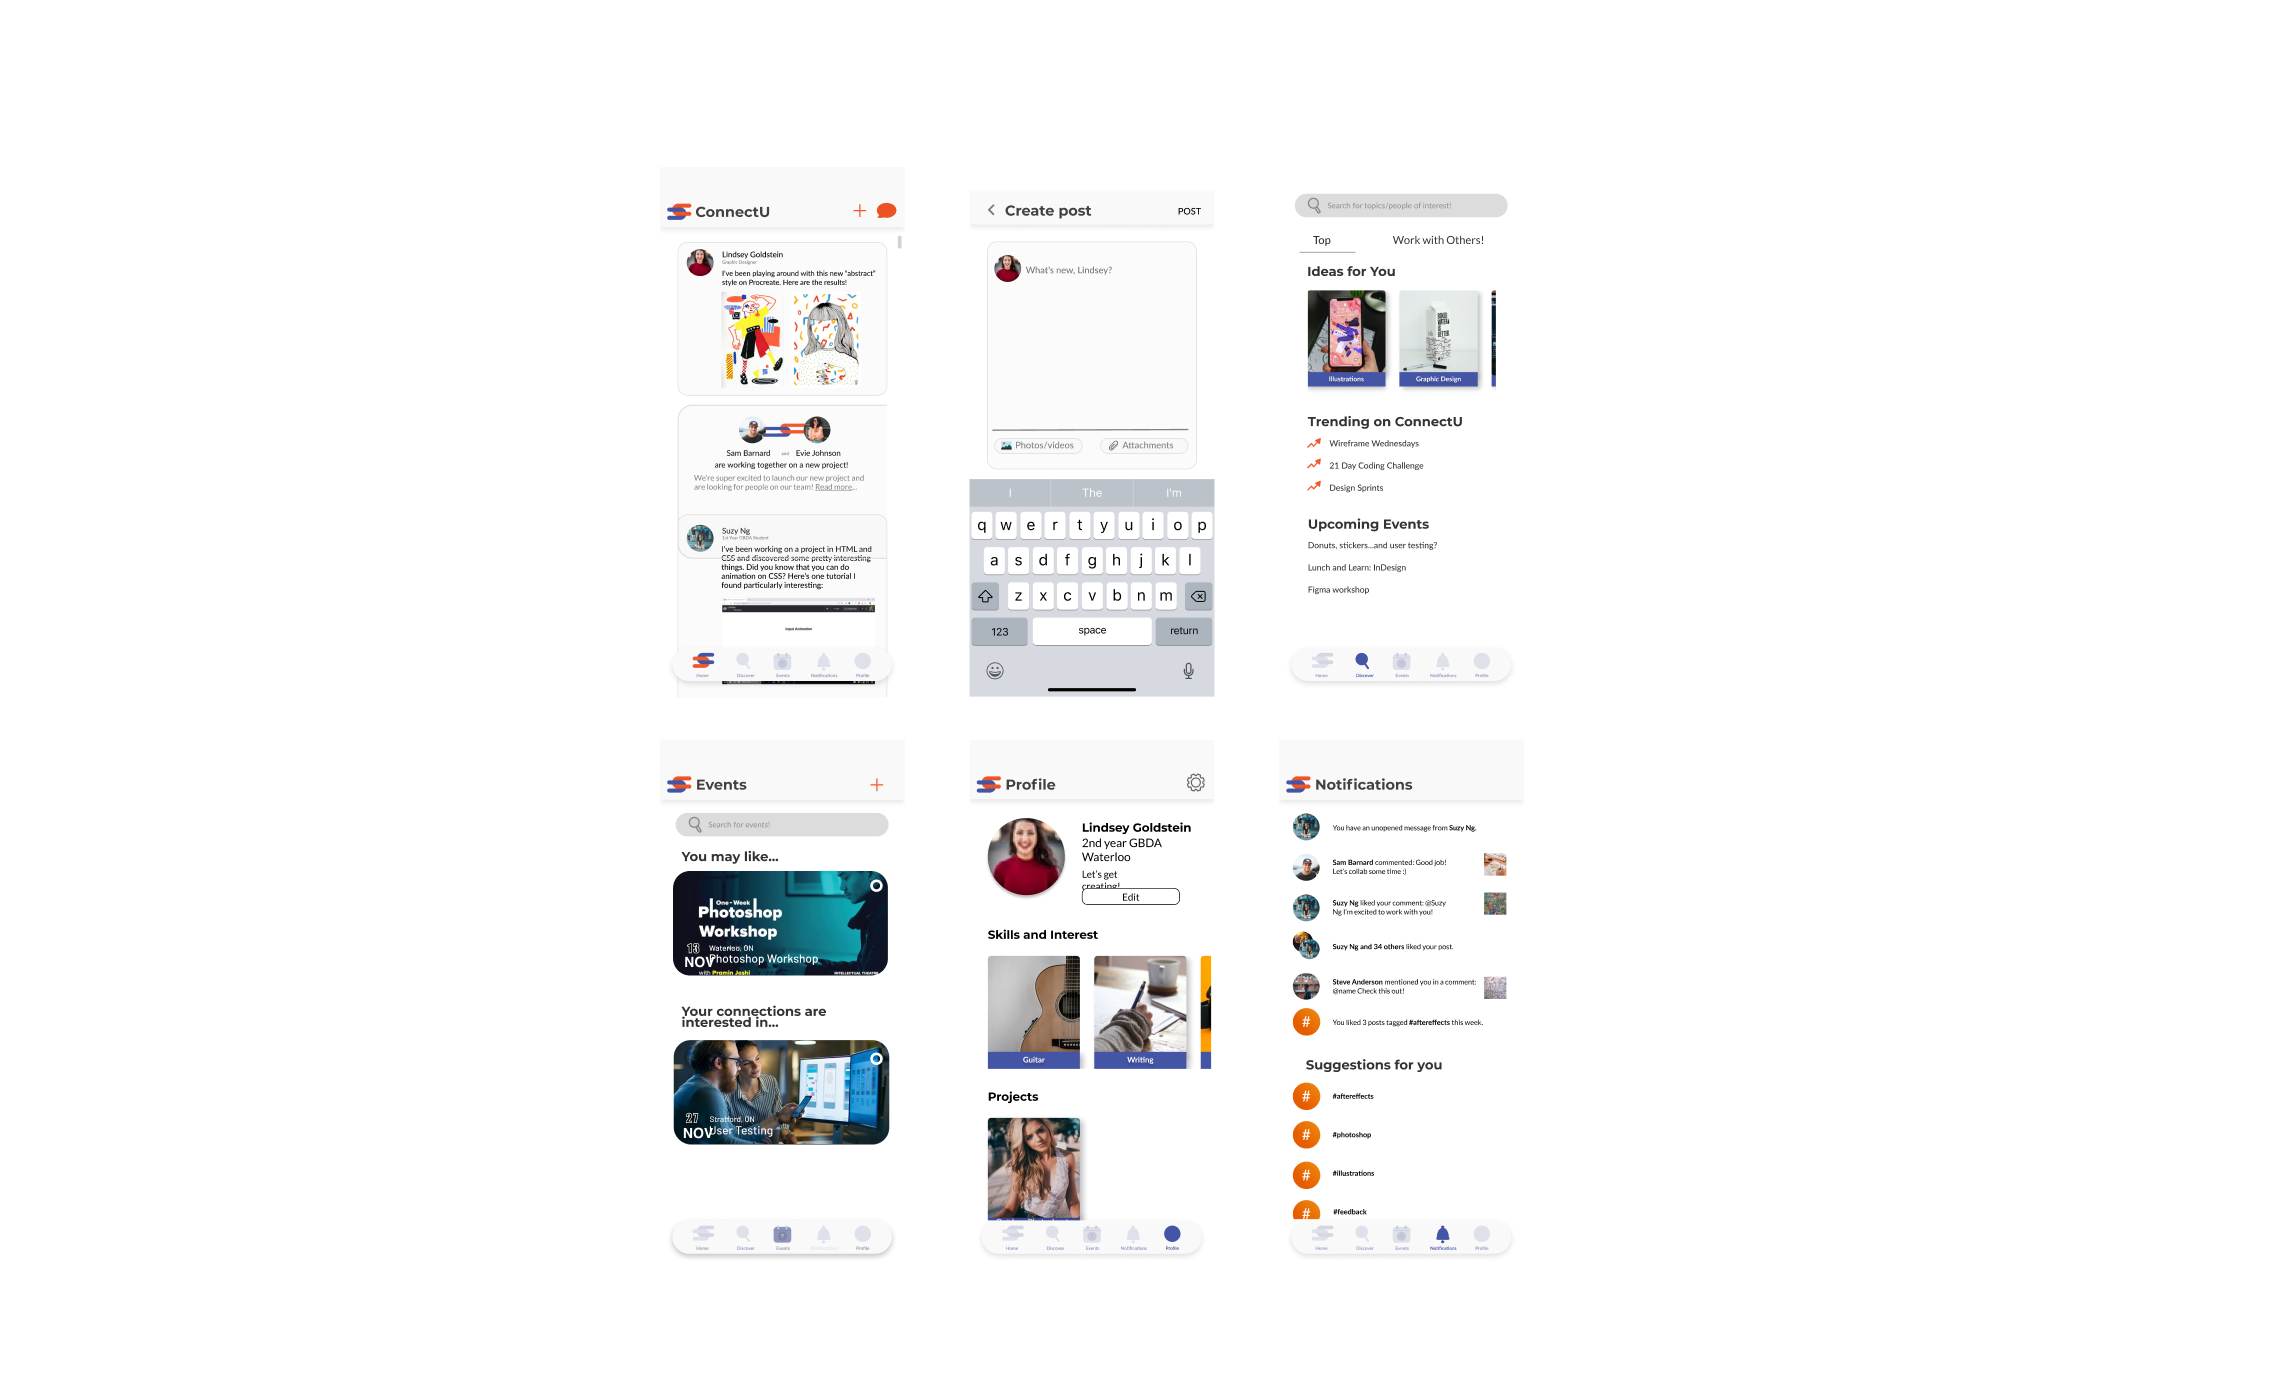 ConnectU
Lindsey Goldstein
Graphic Designer
I've been playing around with this new "abstract"
style on Procreate. Here are the results!
Sam Barnard and Evie Johnson
are working together on a new project!
We're super excited to launch our new project and
are looking for people on our team! Read more...
Suzy Ng
1st Year GBDA Student
I've been working on a project in HTML and
CSS and discovered some pretty interesting
things. Did you know that you can do
animation on CSS? Here's one tutorial I
found particularly interesting:
Input Animation
Home Discover Events Notifications Profile
Create post POST
What's new, Lindsey?
Photos/videos Attachments
I The I'm
q w e r t y u i o p
a s d f g h j k l
z x c v b n m
123 space return
Search for topics/people of interest!
Top Work with Others!
Ideas for You
Illustrations Graphic Design
Trending on ConnectU
Wireframe Wednesdays
21 Day Coding Challenge
Design Sprints
Upcoming Events
Donuts, stickers...and user testing?
Lunch and Learn: InDesign
Figma workshop
Home Discover Events Notifications Profile
Events
Search for events!
You may like...
One-Week
Photoshop
Workshop
13 Waterloo, ON
NOV Photoshop Workshop
with Pramin Joshi INTELLECTUAL THEATRE
Your connections are
interested in...
27 Stratford, ON
NOV User Testing
Home Discover Events Notifications Profile
Profile
Lindsey Goldstein
2nd year GBDA
Waterloo
Let's get
creating!
Edit
Skills and Interest
Guitar Writing
Projects
Home Discover Events Notifications Profile
Notifications
You have an unopened message from Suzy Ng.
Sam Barnard commented: Good job!
Let's collab some time :)
Suzy Ng liked your comment: @Suzy
Ng I'm excited to work with you!
Suzy Ng and 34 others liked your post.
Steve Anderson mentioned you in a comment:
@name Check this out!
# You liked 3 posts tagged #aftereffects this week.
Suggestions for you
# #aftereffects
# #photoshop
# #illustrations
# #feedback
Home Discover Events Notifications Profile